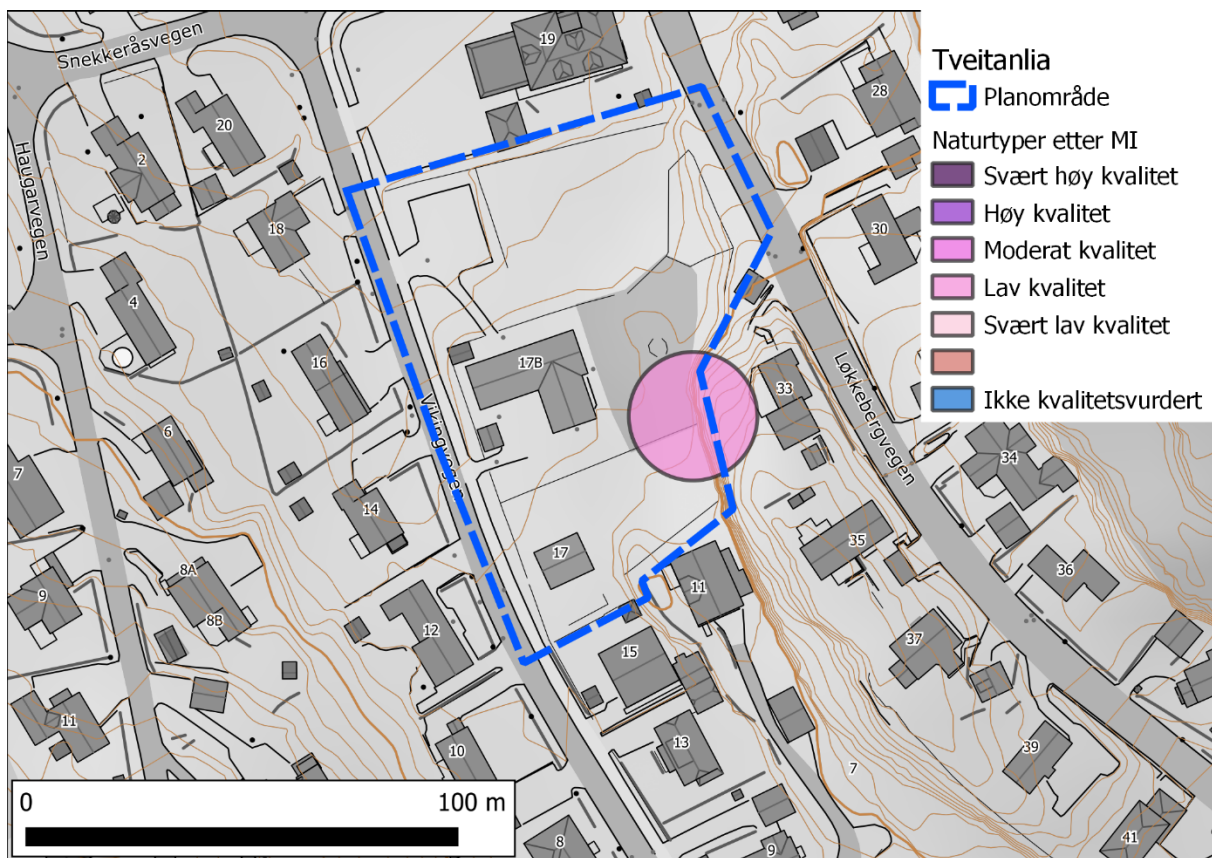 Tveitanlia
Planområde
Naturtyper etter MI
Svært høy kvalitet
Høy kvalitet
Moderat kvalitet
Lav kvalitet
Svært lav kvalitet
Ikke kvalitetsvurdert
Snekkeråsvegen
19
28
20
2
Haugarvegen
18
30
4
16
17B
33
Løkkebergvegen
Vikingvegen
6
34
7
14
35
17
8A
36
9
11
8B
12
37
15
11
13
10
7
39
0
100 m
8
9
41